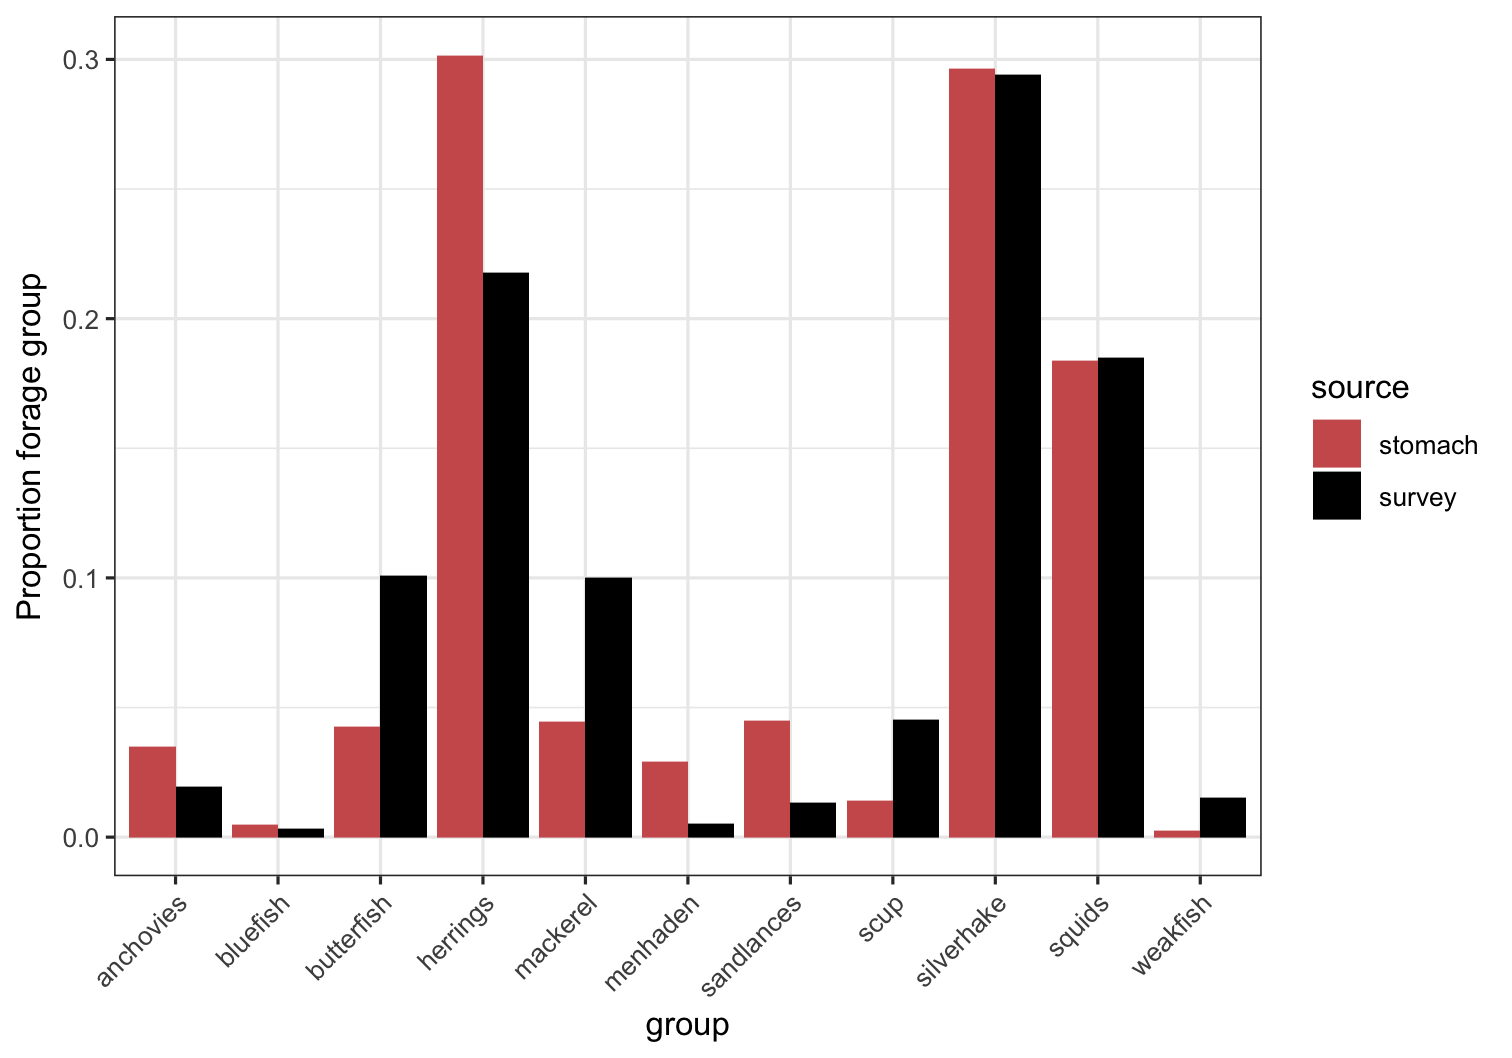 Proportion forage group
0.3
0.2
0.1
0.0
anchovies
bluefish
butterfish
herrings
mackerel
menhaden
sandlances
scup
silverhake
squids
weakfish
group
source
stomach
survey